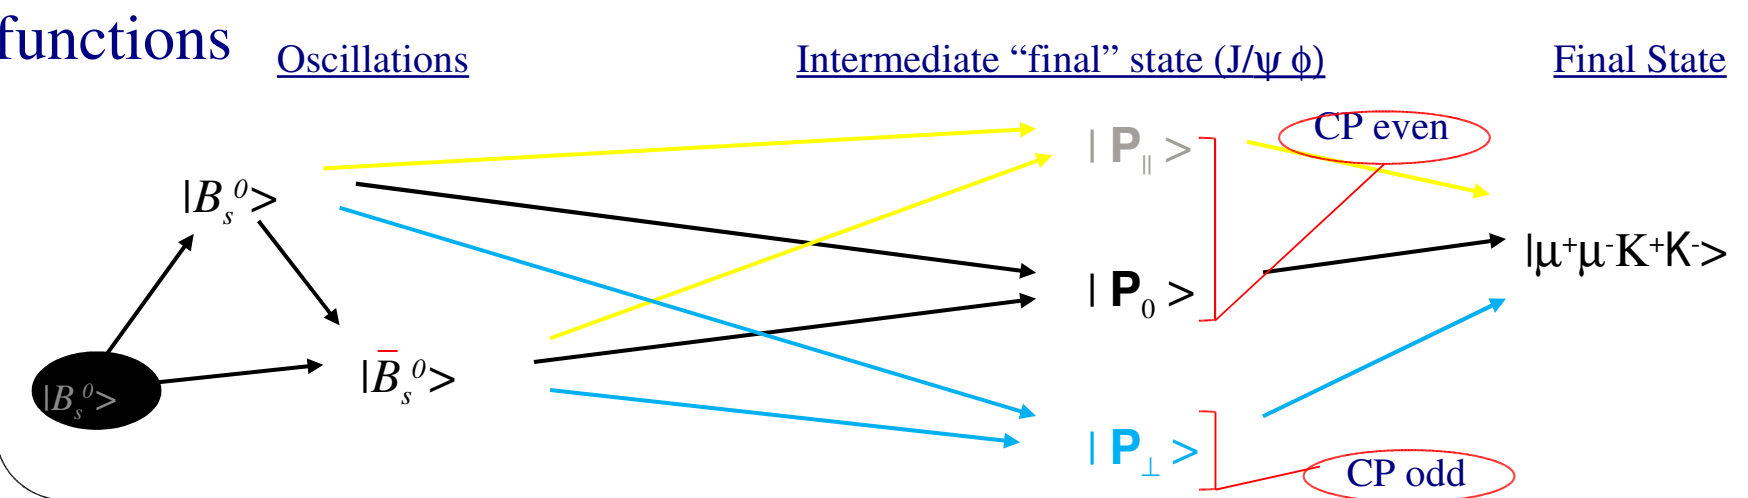 functions
Oscillations
Intermediate “final” state (J/ψ ϕ)
Final State
CP even
| P∥ >
|Bs0>
|μ+μ-K+K->
| P0 >
|B̅s0>
|Bs0>
| P⊥ >
CP odd